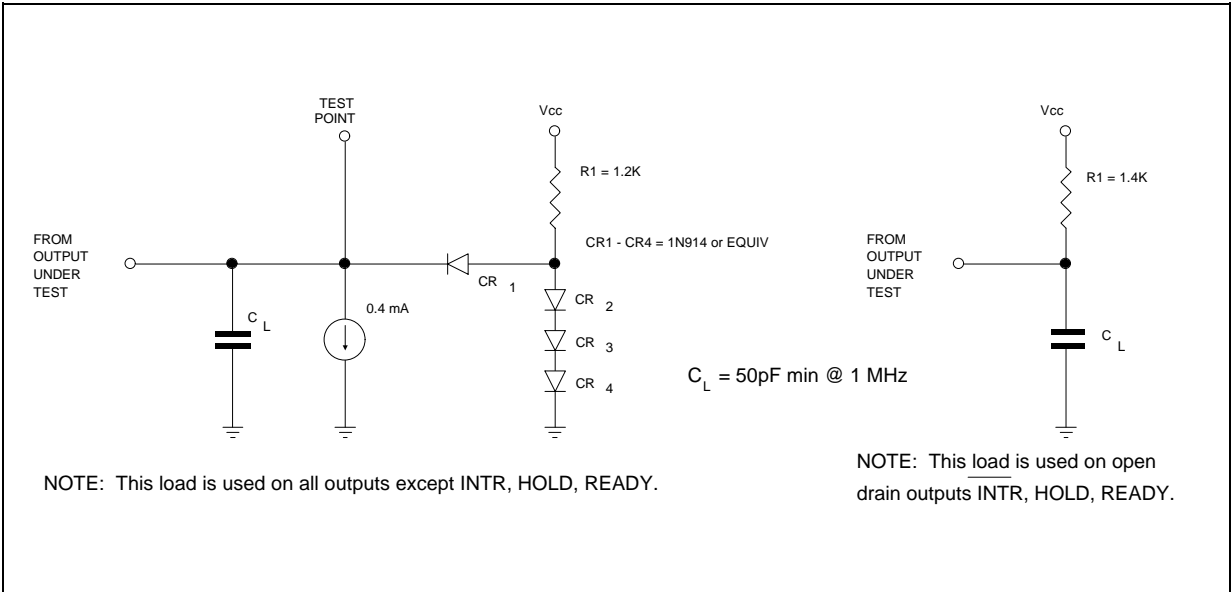 TEST
POINT
Vcc
R1 = 1.2K
CR1 - CR4 = 1N914 or EQUIV
FROM
OUTPUT
UNDER
TEST
CR 1
CR 2
CR 3
CR 4
0.4 mA
C L
C L = 50pF min @ 1 MHz
NOTE: This load is used on all outputs except INTR, HOLD, READY.
Vcc
R1 = 1.4K
FROM
OUTPUT
UNDER
TEST
C L
NOTE: This load is used on open
drain outputs INTR, HOLD, READY.